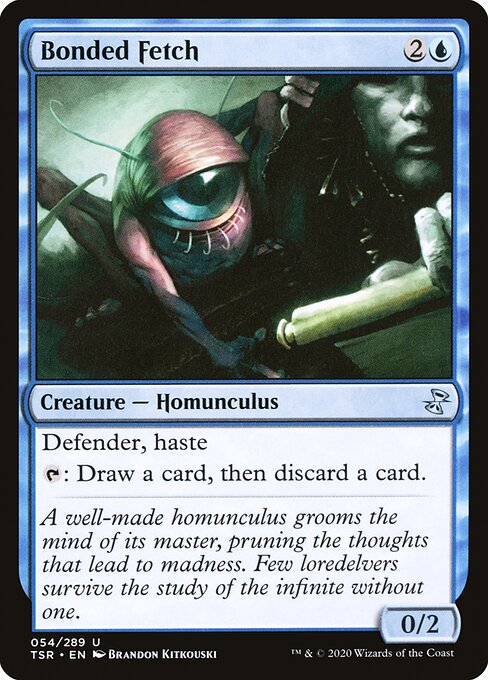 Bonded Fetch 2
Creature — Homunculus
Defender, haste
: Draw a card, then discard a card.
A well-made homunculus grooms the
mind of its master, pruning the thoughts
that lead to madness. Few loredelvers
survive the study of the infinite without
one.
0/2
054/289 U
TSR • EN Brandon Kitkouski ™ & © 2020 Wizards of the Coast